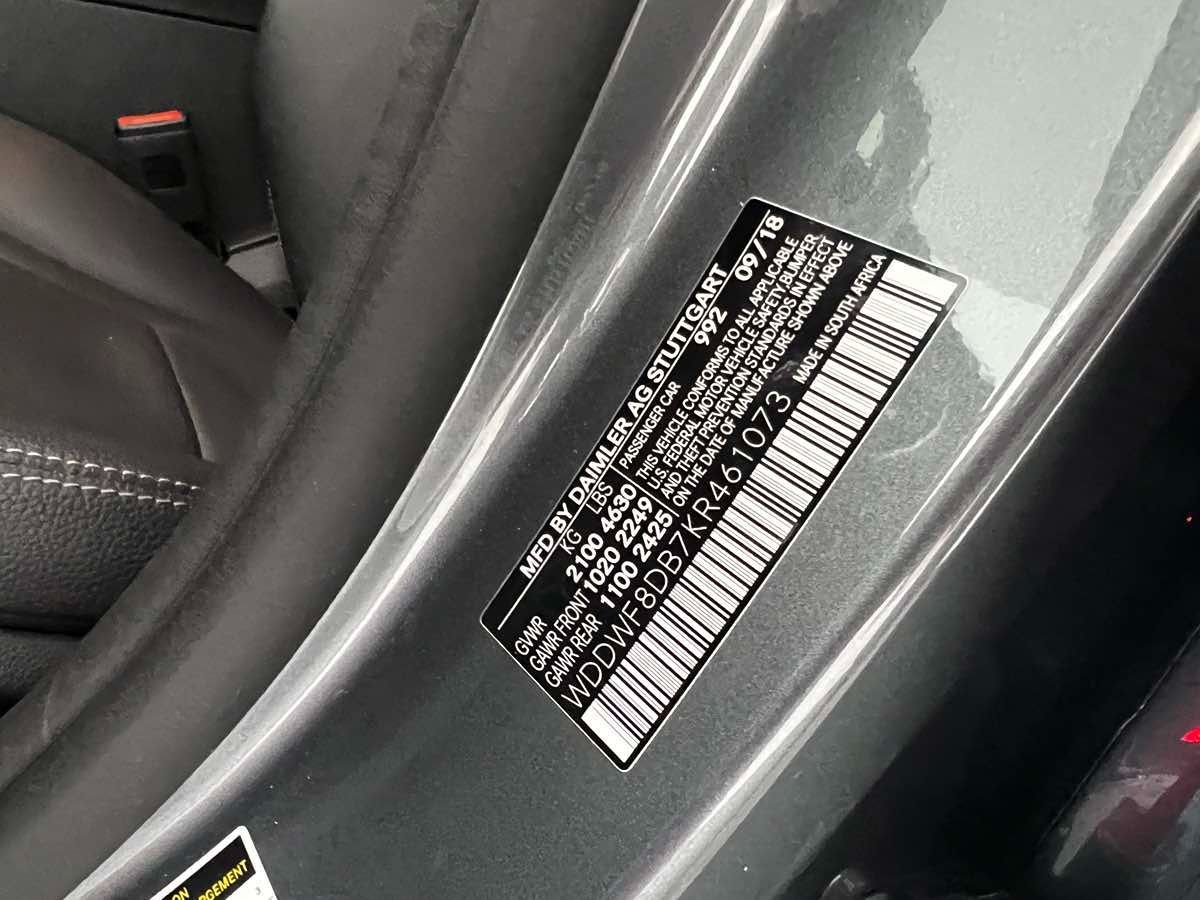 MFD BY DAIMLER AG STUTTGART
992 09/18
KG LBS
GVWR 2100 4630
GAWR FRONT 1020 2249
GAWR REAR 1100 2425
PASSENGER CAR
THIS VEHICLE CONFORMS TO ALL APPLICABLE
U.S. FEDERAL MOTOR VEHICLE SAFETY,BUMPER
AND THEFT PREVENTION STANDARDS IN EFFECT
ON THE DATE OF MANUFACTURE SHOWN ABOVE
WDDWF8DB7KR461073 MADE IN SOUTH AFRICA